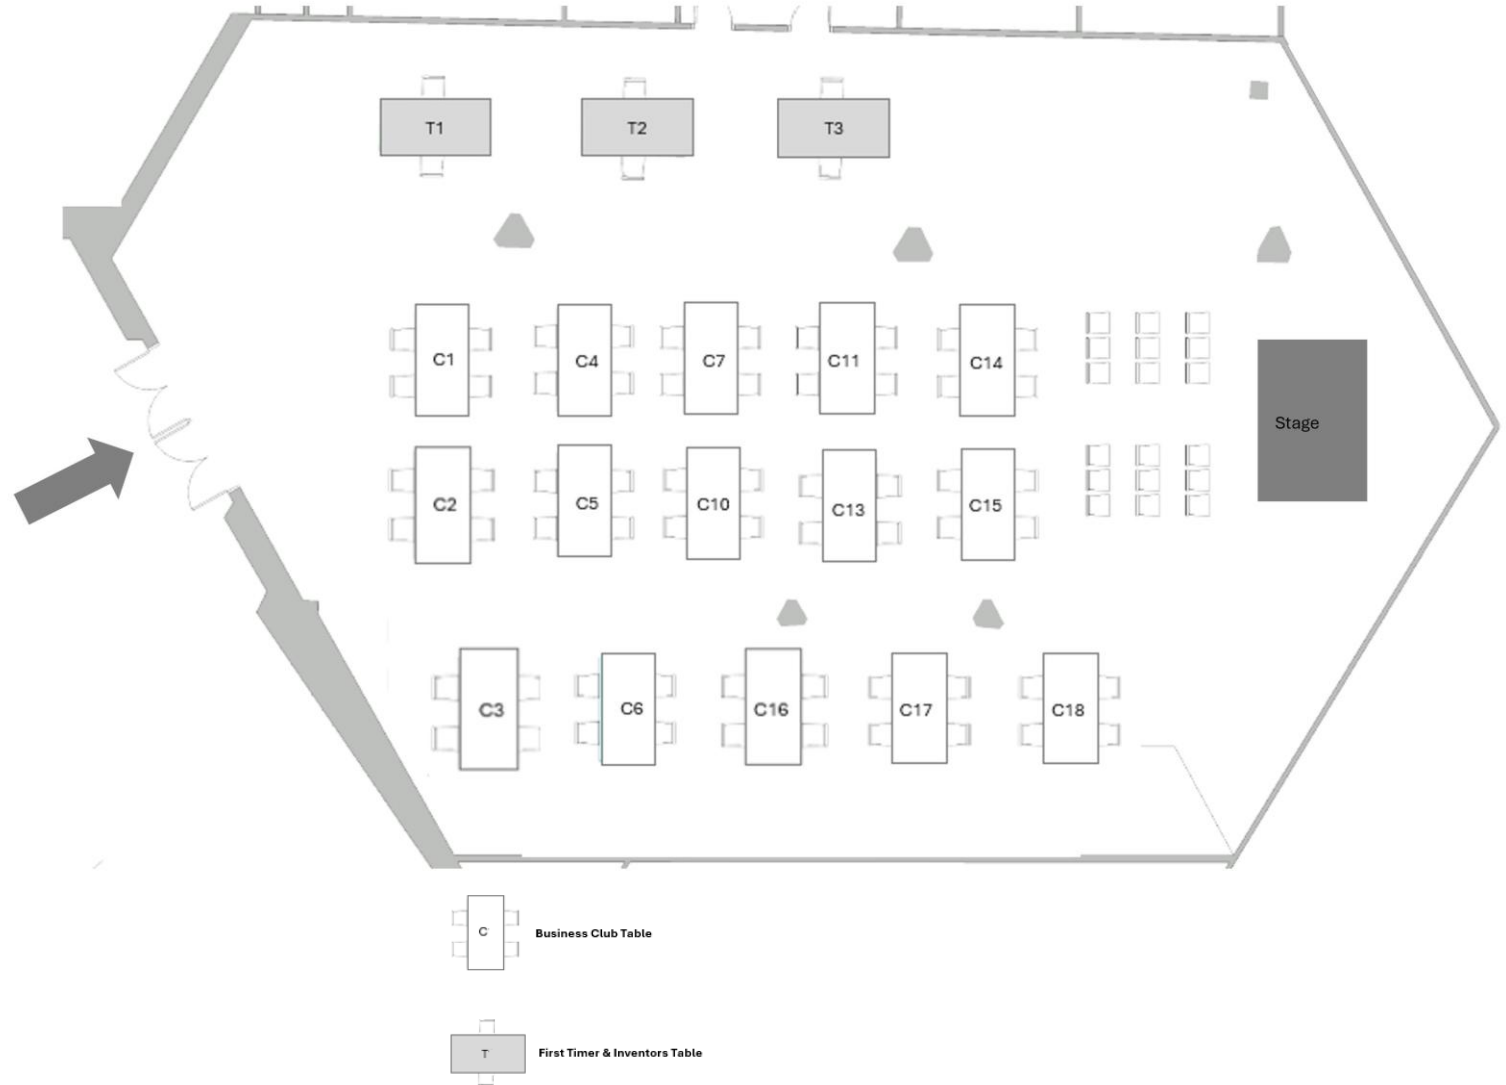 T1
T2
T3
C1
C4
C7
C11
C14
Stage
C2
C5
C10
C13
C15
C3
C6
C16
C17
C18
C
Business Club Table
T
First Timer & Inventors Table